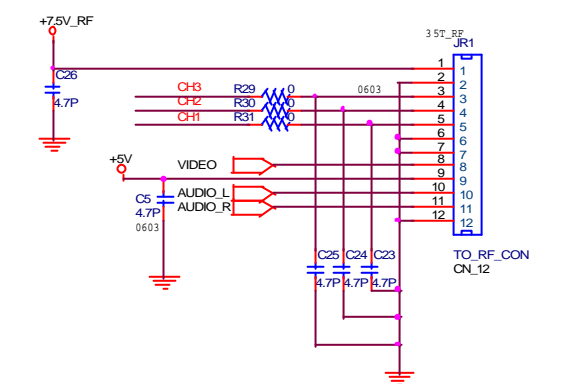 +7.5V_RF
35T_RF
JR1
C26
4.7P
CH3 R29 0 0603
CH2 R30 0
CH1 R31 0
1 1
2 2
3 3
4 4
5 5
6 6
7 7
8 8
9 9
10 10
11 11
12 12
+5V
VIDEO
C5
4.7P
0603
AUDIO_L
AUDIO_R
TO_RF_CON
CN_12
C25 C24 C23
4.7P 4.7P 4.7P